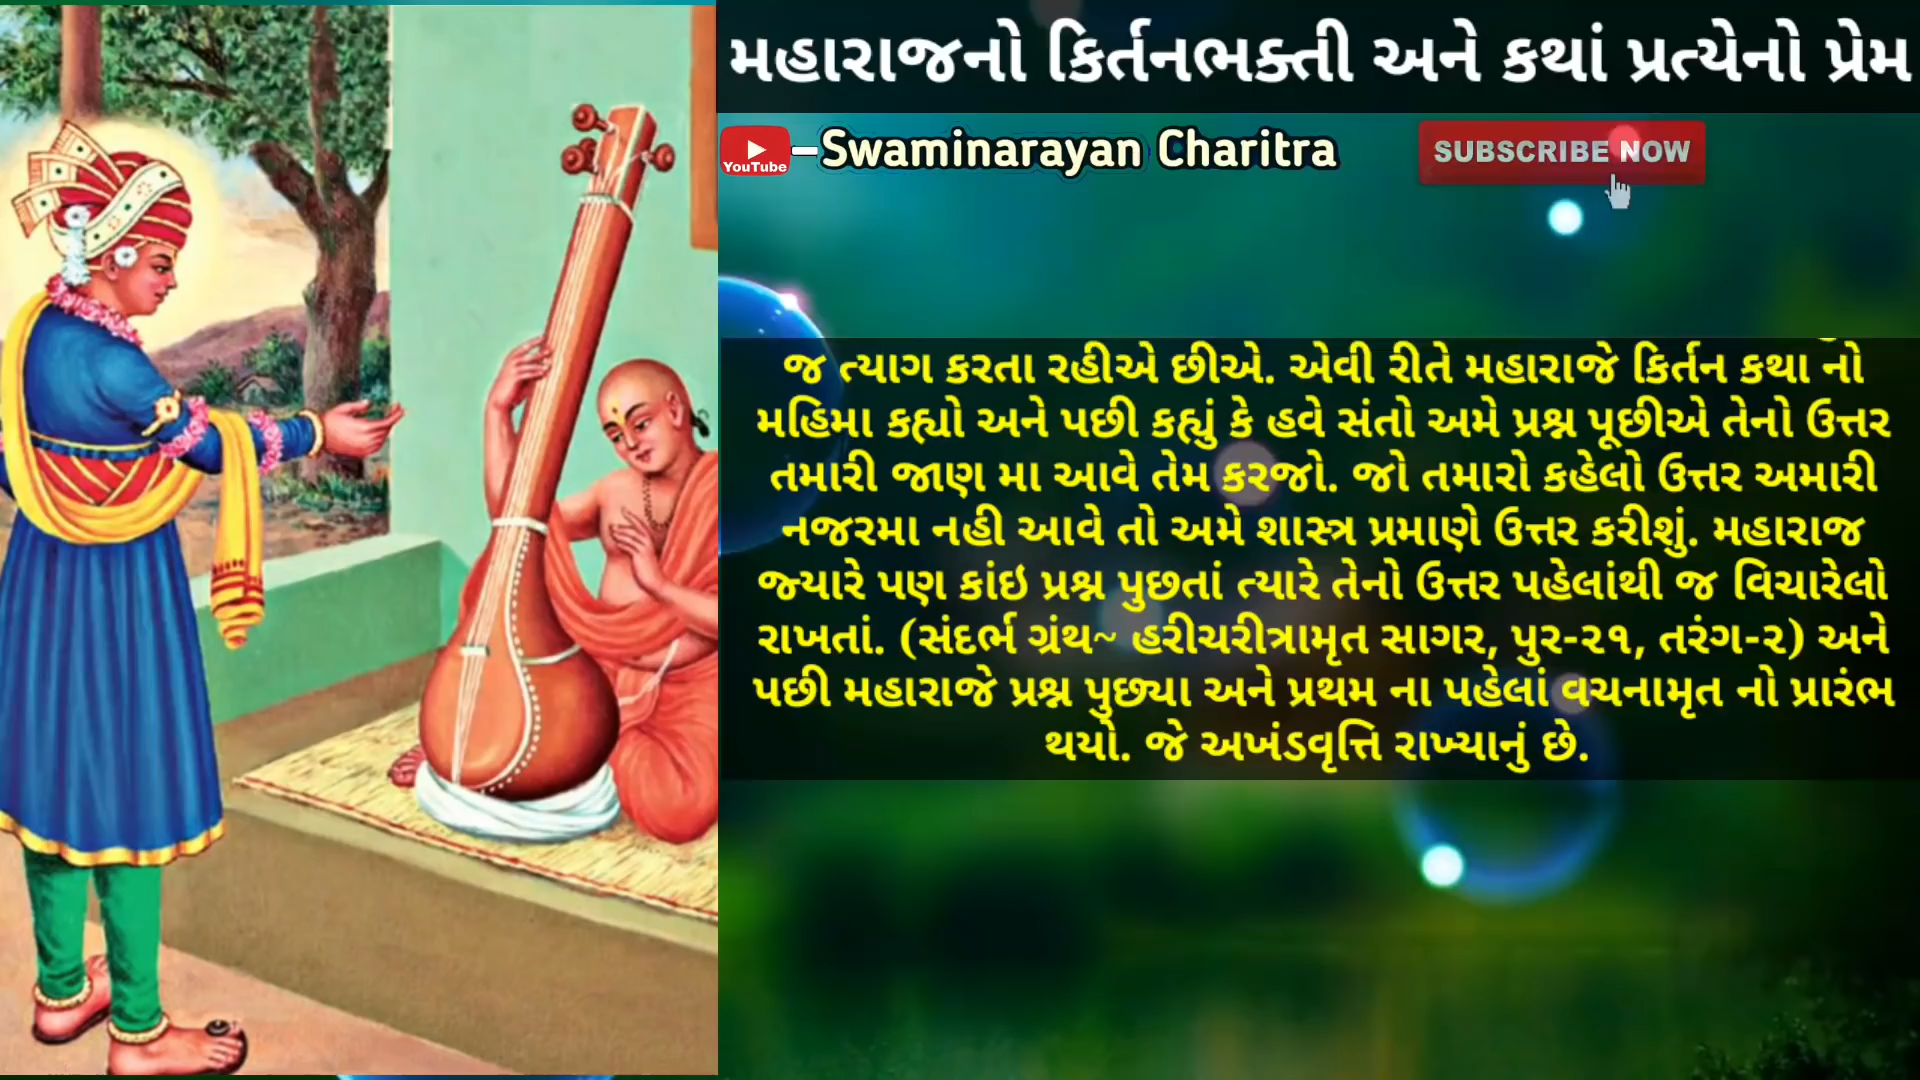 મહારાજનો કિર્તનભક્તી અને કથાં પ્રત્યેનો પ્રેમ
YouTube
-Swaminarayan Charitra
SUBSCRIBE NOW
જ ત્યાગ કરતા રહીએ છીએ. એવી રીતે મહારાજે કિર્તન કથા નો
મહિમા કહ્યો અને પછી કહ્યું કે હવે સંતો અમે પ્રશ્ન પૂછીએ તેનો ઉત્તર
તમારી જાણ મા આવે તેમ કરજો. જો તમારો કહેલો ઉત્તર અમારી
નજરમા નહી આવે તો અમે શાસ્ત્ર પ્રમાણે ઉત્તર કરીશું. મહારાજ
જ્યારે પણ કાંઇ પ્રશ્ન પુછતાં ત્યારે તેનો ઉત્તર પહેલાંથી જ વિચારેલો
રાખતાં. (સંદર્ભ ગ્રંથ~ હરીચરીત્રામૃત સાગર, પુર-૨૧, તરંગ-૨) અને
પછી મહારાજે પ્રશ્ન પુછ્યા અને પ્રથમ ના પહેલાં વચનામૃત નો પ્રારંભ
થયો. જે અખંડવૃત્તિ રાખ્યાનું છે.